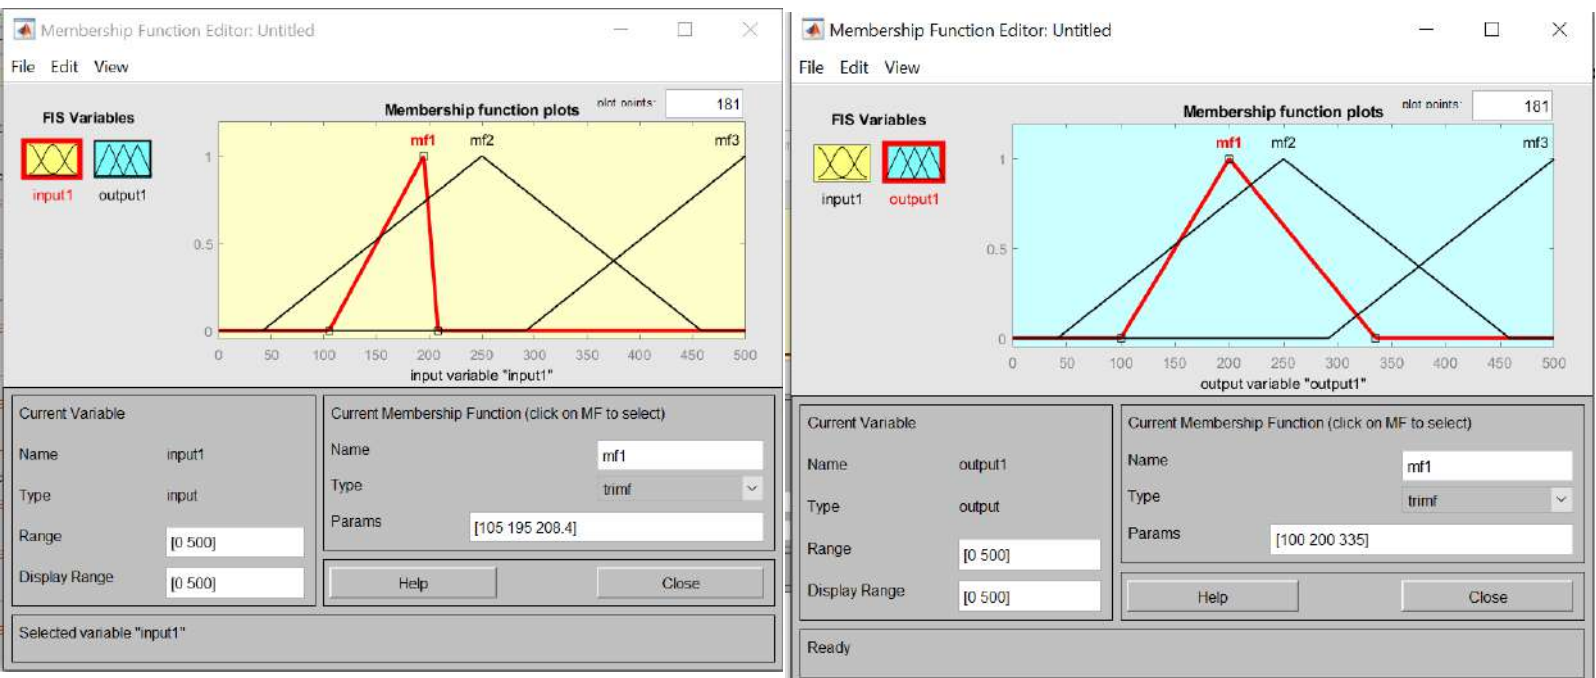 Membership Function Editor: Untitled
File Edit View
FIS Variables
Membership function plots
plot points:
181
mf1
mf2
mf3
input1
output1
1
0.5
0
0 50 100 150 200 250 300 350 400 450 500
input variable "input1"
Current Variable
Name input1
Type input
Range [0 500]
Display Range [0 500]
Current Membership Function (click on MF to select)
Name mf1
Type trimf
Params [105 195 208.4]
Help Close
Selected variable "input1"
Membership Function Editor: Untitled
File Edit View
FIS Variables
Membership function plots
plot points:
181
mf1
mf2
mf3
input1
output1
1
0.5
0
0 50 100 150 200 250 300 350 400 450 500
output variable "output1"
Current Variable
Name output1
Type output
Range [0 500]
Display Range [0 500]
Current Membership Function (click on MF to select)
Name mf1
Type trimf
Params [100 200 335]
Help Close
Ready